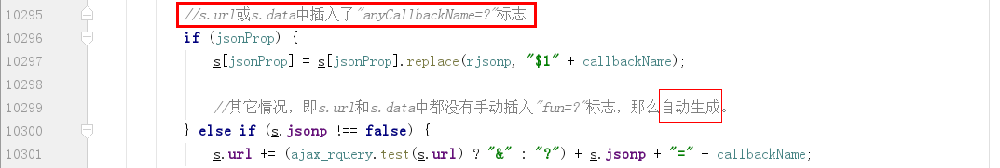 10295 //s.url或s.data中插入了"anyCallbackName=?"标志
10296 if (jsonProp) {
10297 s[jsonProp] = s[jsonProp].replace(rjsonp, "$1" + callbackName);
10298
10299 //其它情况，即s.url和s.data中都没有手动插入"fun=?"标志，那么自动生成。
10300 } else if (s.jsonp !== false) {
10301 s.url += (ajax_rquery.test(s.url) ? "&" : "?") + s.jsonp + "=" + callbackName;